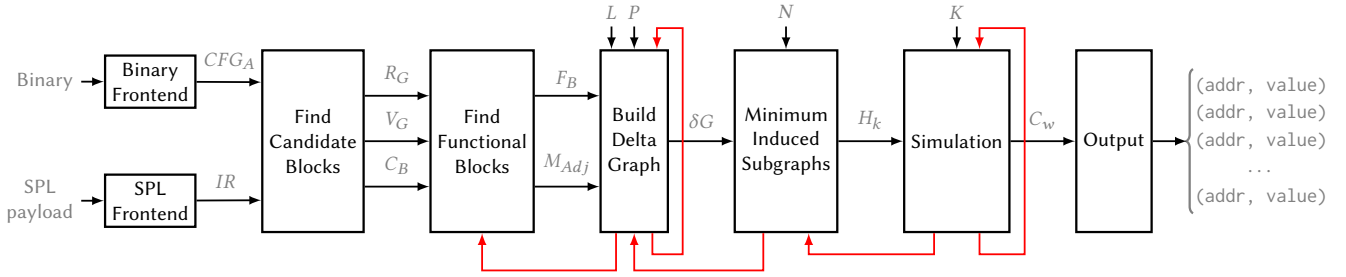 L P N K
Binary
Binary
Frontend
CFG_A
SPL
payload
SPL
Frontend
IR
Find
Candidate
Blocks
R_G
V_G
C_B
Find
Functional
Blocks
F_B
M_{Adj}
Build
Delta
Graph
δG
Minimum
Induced
Subgraphs
H_k
Simulation
C_w
Output
(addr, value)
(addr, value)
(addr, value)
...
(addr, value)